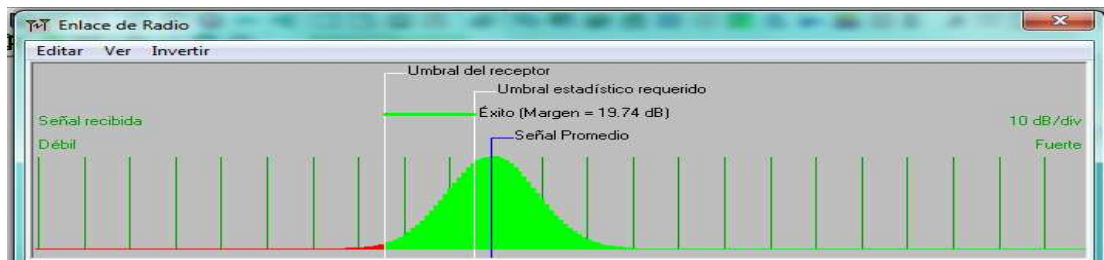 Enlace de Radio
Editar Ver Invertir
Umbral del receptor
Umbral estadístico requerido
Éxito (Margen = 19.74 dB)
Señal recibida
10 dB/div
Señal Promedio
Débil
Fuerte